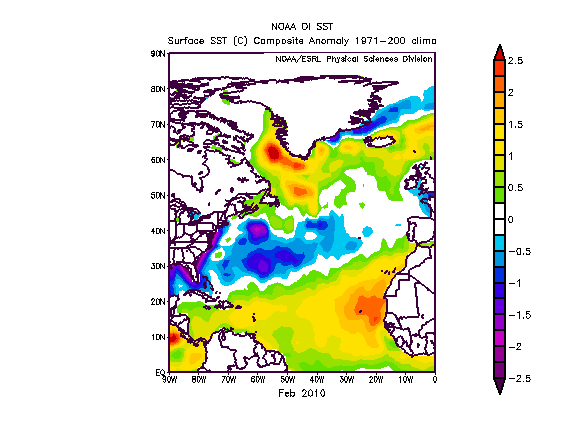 NOAA OI SST
Surface SST (C) Composite Anomaly 1971-200 climo
NOAA/ESRL Physical Sciences Division
90N
80N
70N
60N
50N
40N
30N
20N
10N
EQ
90W 80W 70W 60W 50W 40W 30W 20W 10W 0
Feb 2010
2.5
2
1.5
1
0.5
0
-0.5
-1
-1.5
-2
-2.5